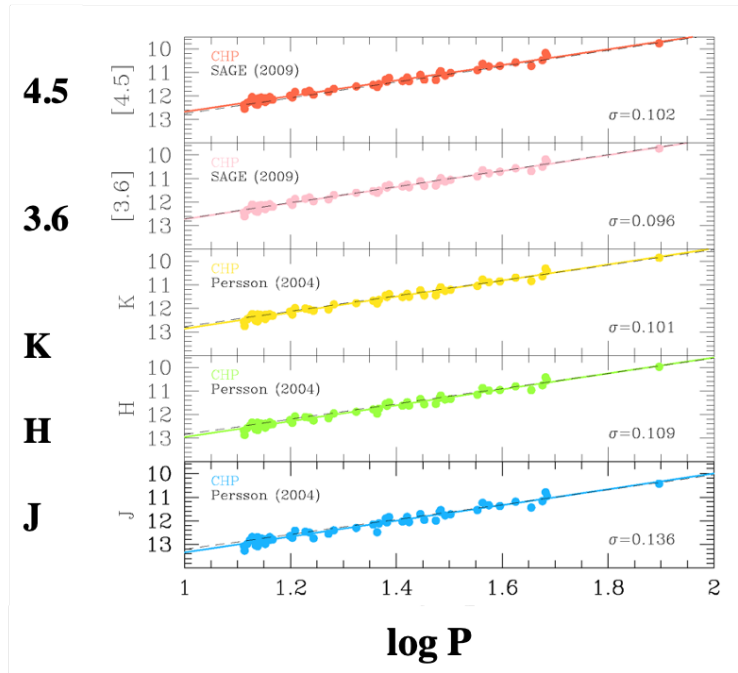 4.5
[4.5]
10
11
12
13
CHP
SAGE (2009)
σ=0.102
3.6
[3.6]
10
11
12
13
CHP
SAGE (2009)
σ=0.096
K
K
10
11
12
13
CHP
Persson (2004)
σ=0.101
H
H
10
11
12
13
CHP
Persson (2004)
σ=0.109
J
J
10
11
12
13
CHP
Persson (2004)
σ=0.136
1 1.2 1.4 1.6 1.8 2
log P